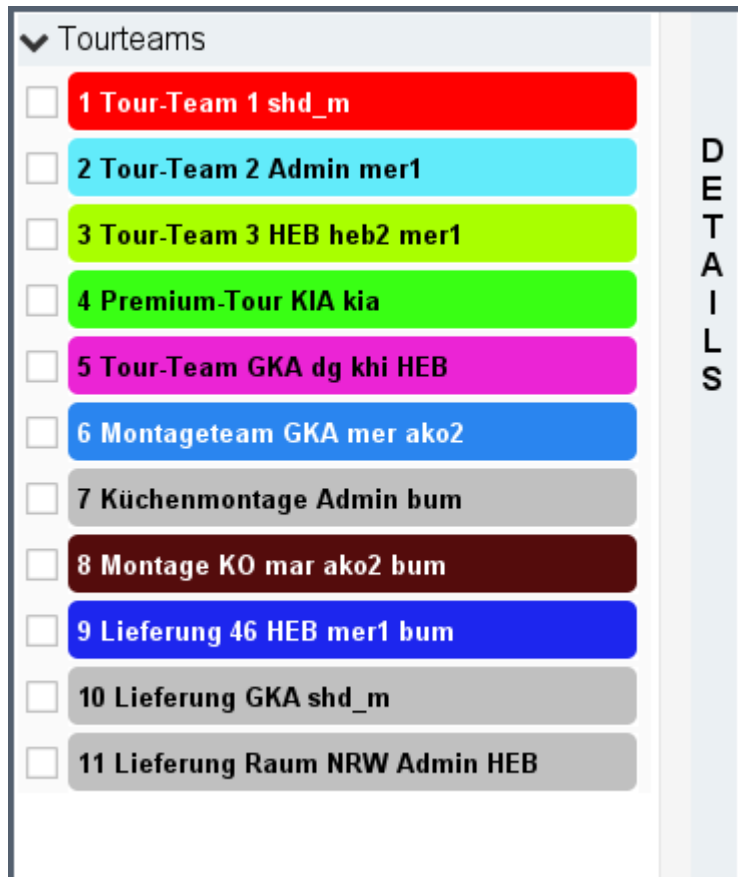 Tourteams
1 Tour-Team 1 shd_m
2 Tour-Team 2 Admin mer1
3 Tour-Team 3 HEB heb2 mer1
4 Premium-Tour KIA kia
5 Tour-Team GKA dg khi HEB
6 Montageteam GKA mer ako2
7 Küchenmontage Admin bum
8 Montage KO mar ako2 bum
9 Lieferung 46 HEB mer1 bum
10 Lieferung GKA shd_m
11 Lieferung Raum NRW Admin HEB
DETAILS